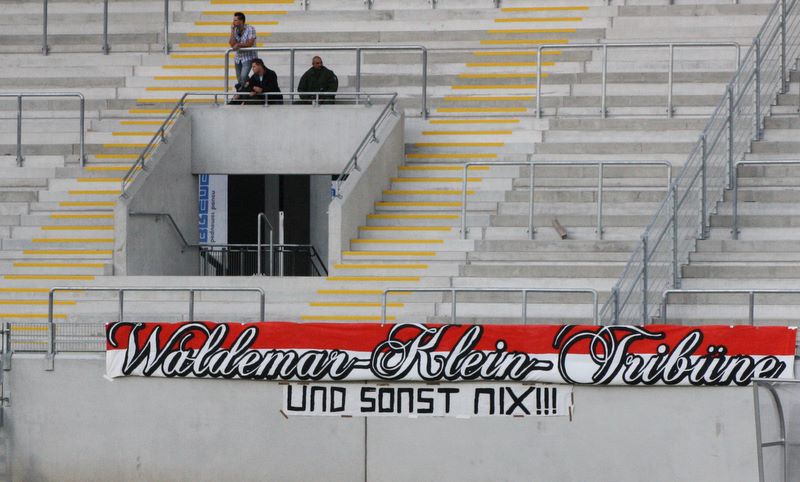 Waldemar-Klein-Tribüne
UND SONST NIX!!!